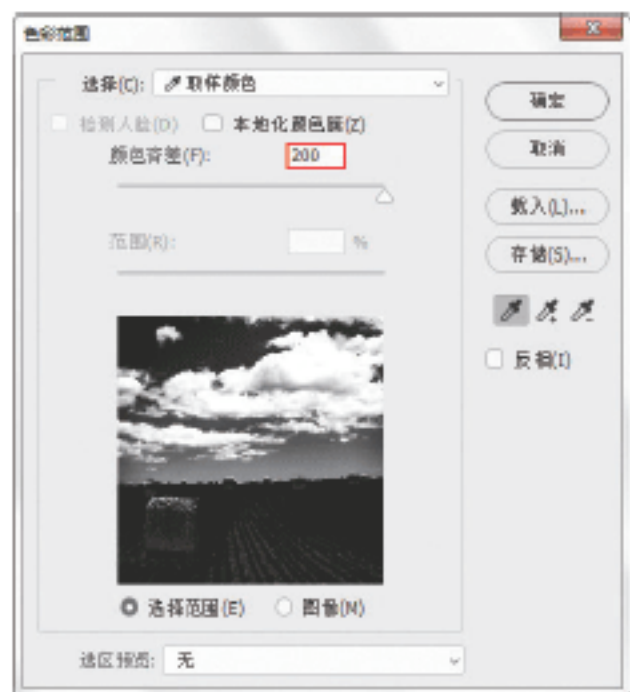 色彩范围
选择(C): 取样颜色
检测人脸(D) 本地化颜色簇(Z)
颜色容差(F): 200
范围(R): %
选择范围(E) 图像(M)
选区预览: 无
确定
取消
载入(L)...
存储(S)...
反相(I)